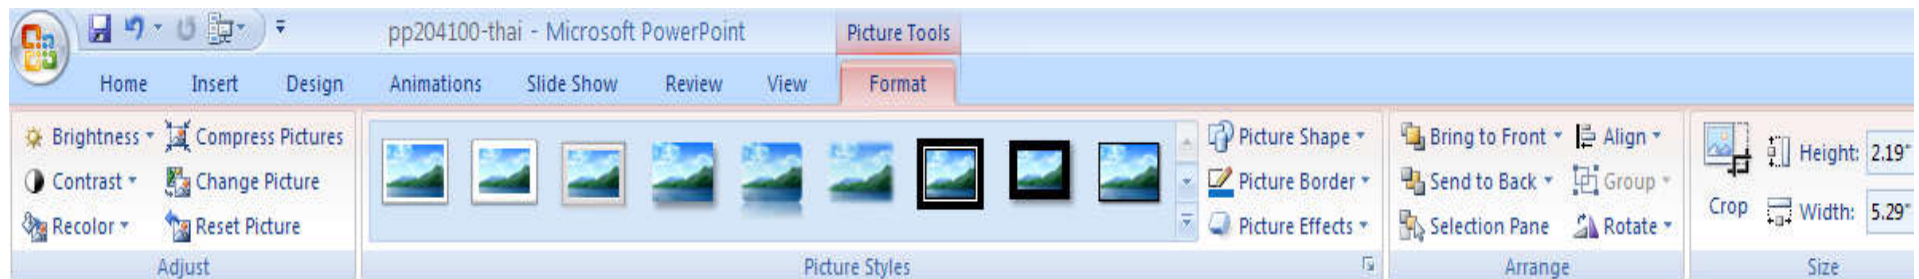 pp204100-thai - Microsoft PowerPoint
Picture Tools
Home Insert Design Animations Slide Show Review View Format
Brightness
Compress Pictures
Contrast
Change Picture
Recolor
Reset Picture
Adjust
Picture Shape
Picture Border
Picture Effects
Picture Styles
Bring to Front
Align
Send to Back
Group
Selection Pane
Rotate
Arrange
Crop
Height: 2.19"
Width: 5.29"
Size